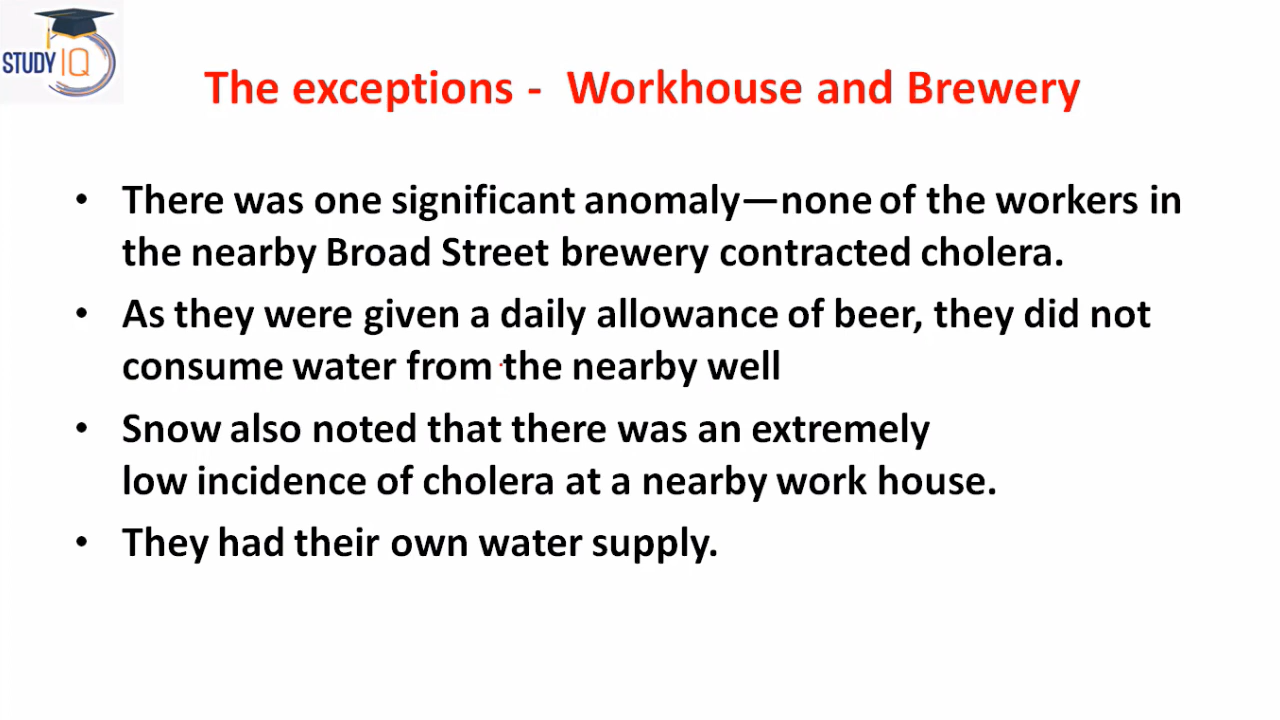 STUDY IQ
The exceptions - Workhouse and Brewery
• There was one significant anomaly—none of the workers in
the nearby Broad Street brewery contracted cholera.
• As they were given a daily allowance of beer, they did not
consume water from the nearby well
• Snow also noted that there was an extremely
low incidence of cholera at a nearby work house.
• They had their own water supply.